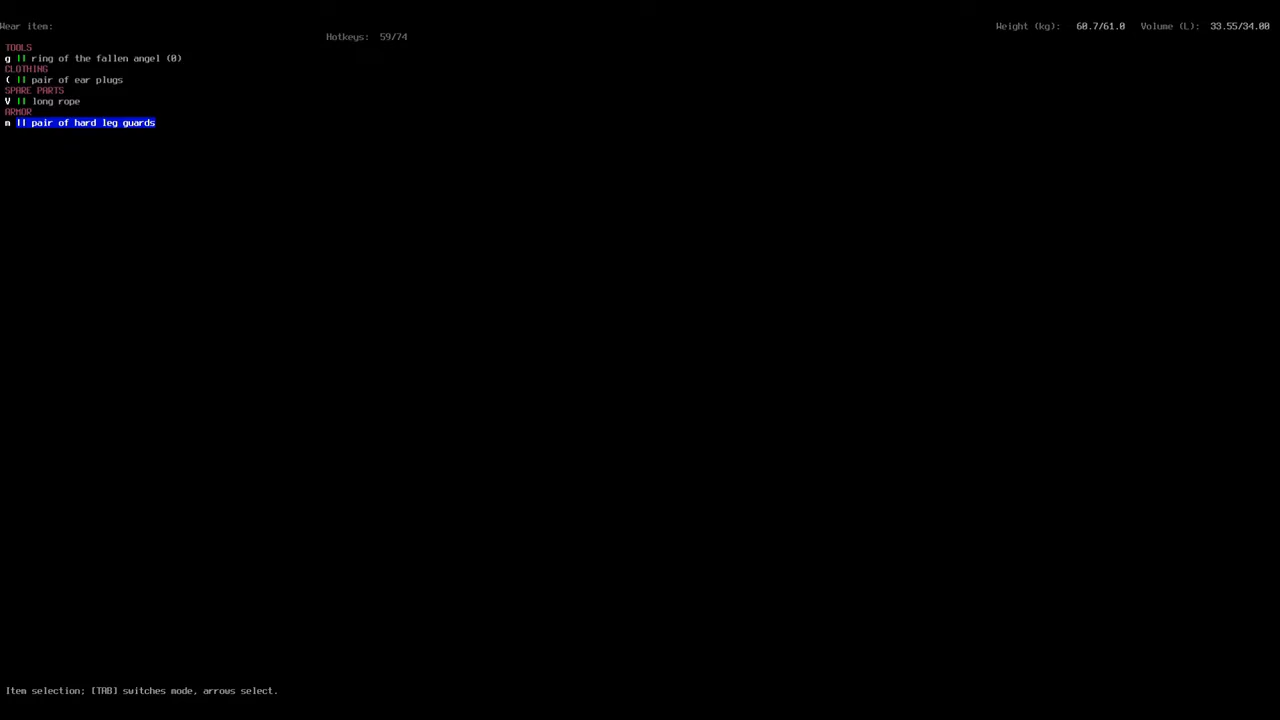 Wear item:
Hotkeys: 59/74
Weight (kg): 60.7/61.0 Volume (L): 33.55/34.00
TOOLS
g || ring of the fallen angel (0)
CLOTHING
( || pair of ear plugs
SPARE PARTS
V || long rope
ARMOR
m || pair of hard leg guards
Item selection; [TAB] switches mode, arrows select.